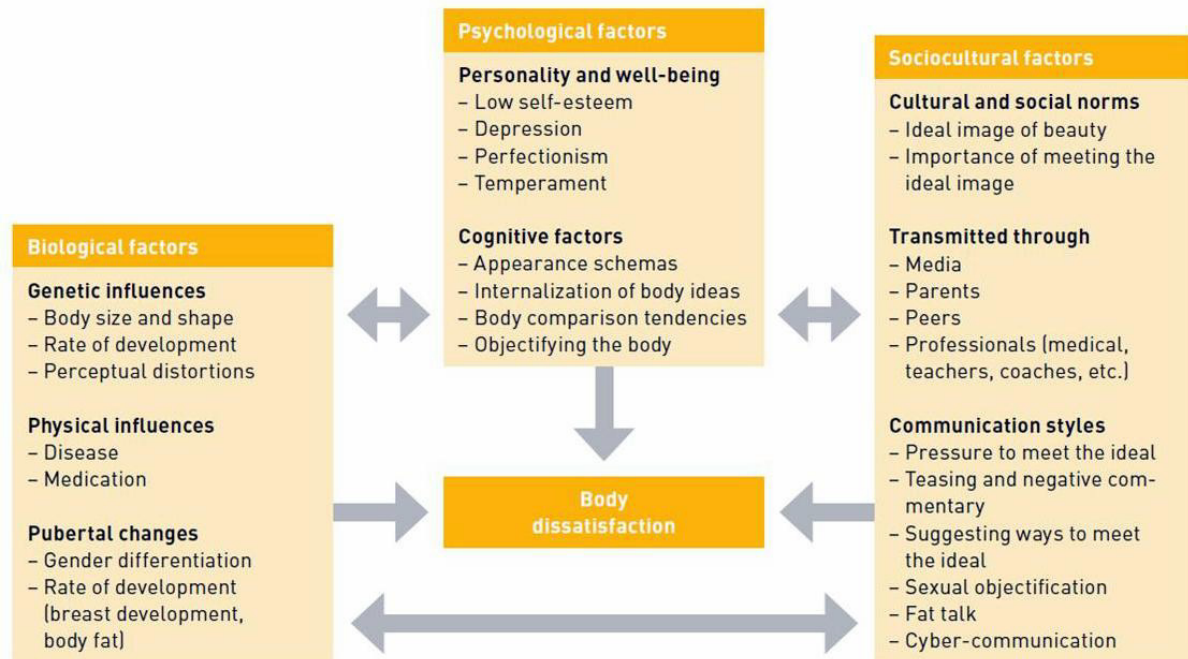 Psychological factors
Personality and well-being
– Low self-esteem
– Depression
– Perfectionism
– Temperament
Cognitive factors
– Appearance schemas
– Internalization of body ideas
– Body comparison tendencies
– Objectifying the body
Sociocultural factors
Cultural and social norms
– Ideal image of beauty
– Importance of meeting the
ideal image
Transmitted through
– Media
– Parents
– Peers
– Professionals (medical,
teachers, coaches, etc.)
Communication styles
– Pressure to meet the ideal
– Teasing and negative com-
mentary
– Suggesting ways to meet
the ideal
– Sexual objectification
– Fat talk
– Cyber-communication
Biological factors
Genetic influences
– Body size and shape
– Rate of development
– Perceptual distortions
Physical influences
– Disease
– Medication
Pubertal changes
– Gender differentiation
– Rate of development
(breast development,
body fat)
Body
dissatisfaction